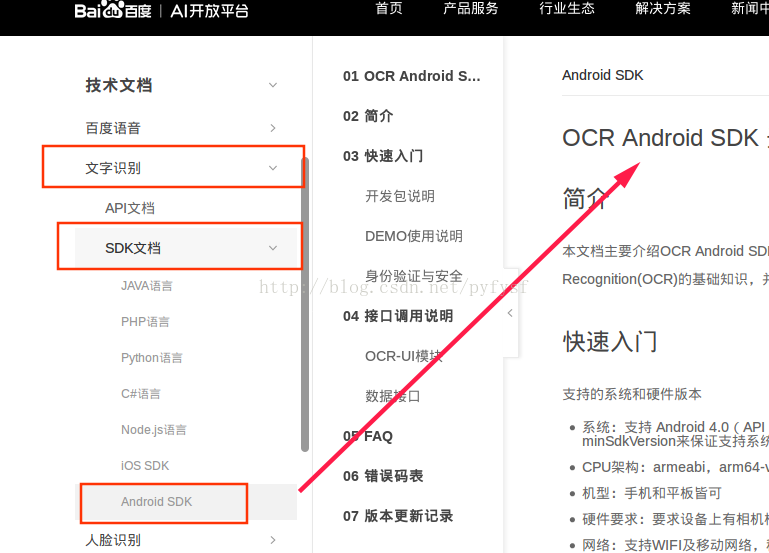 Bai百度 | AI开放平台
首页 产品服务 行业生态 解决方案 新闻中
技术文档
百度语音
文字识别
API文档
SDK文档
JAVA语言
PHP语言
Python语言
C#语言
Node.js语言
iOS SDK
Android SDK
人脸识别
01 OCR Android S...
02 简介
03 快速入门
开发包说明
DEMO使用说明
身份验证与安全
04 接口调用说明
OCR-UI模块
数据接口
05 FAQ
06 错误码表
07 版本更新记录
http://blog.csdn.net/pyfysf
Android SDK
OCR Android SDK
简介
本文档主要介绍OCR Android SD
Recognition(OCR)的基础知识，并
快速入门
支持的系统和硬件版本
系统：支持 Android 4.0（API
minSdkVersion来保证支持系统
CPU架构：armeabi，arm64-v
机型：手机和平板皆可
硬件要求：要求设备上有相机模
网络：支持WIFI及移动网络，